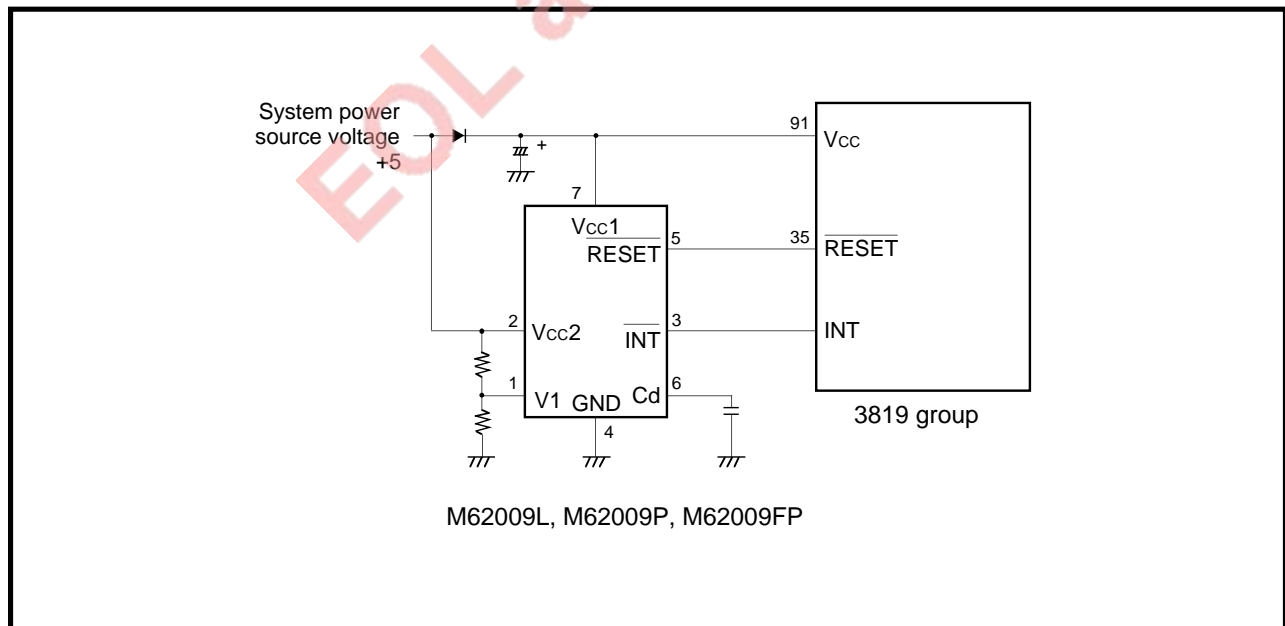 EOL a
System power
source voltage
+5
91
VCC
7
VCC1
RESET
5
35
RESET
2
VCC2
INT
3
INT
1
V1
GND
Cd
6
4
3819 group
M62009L, M62009P, M62009FP
+